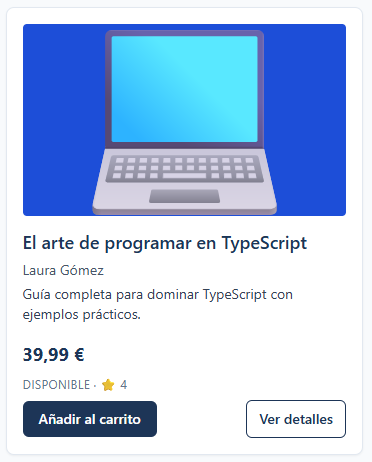 El arte de programar en TypeScript
Laura Gómez
Guía completa para dominar TypeScript con
ejemplos prácticos.
39,99 €
DISPONIBLE · ⭐ 4
Añadir al carrito
Ver detalles